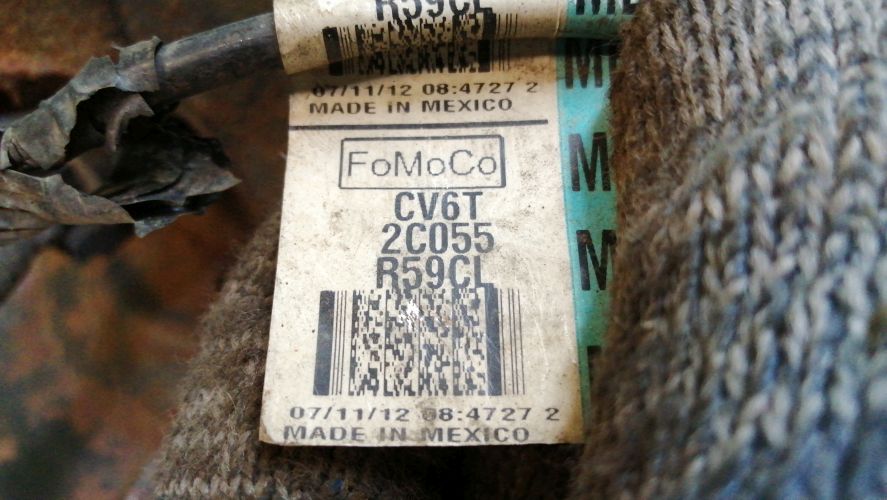 R59CL
07/11/12 08:4727 2
MADE IN MEXICO
FoMoCo
CV6T
2C055
R59CL
07/11/12 08:4727 2
MADE IN MEXICO
M
M